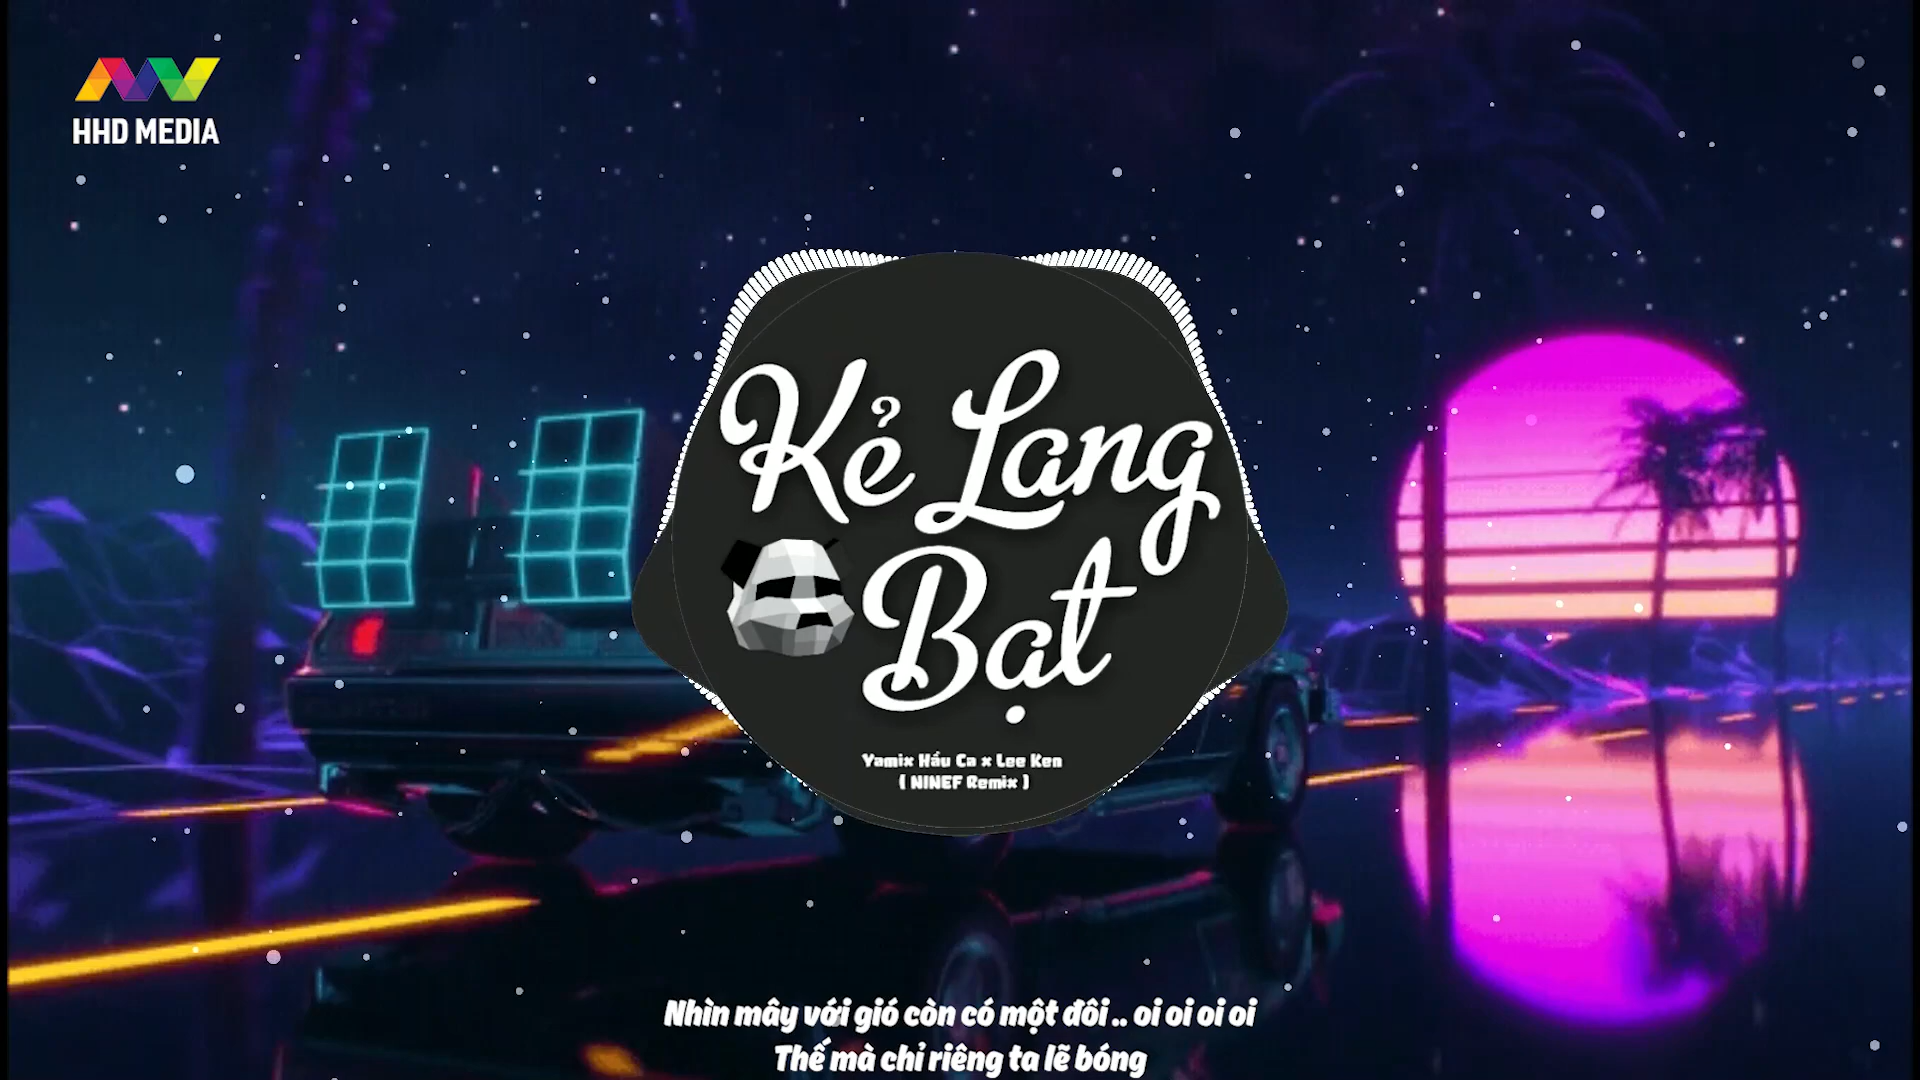 HHD MEDIA
Kẻ Lang
Bạt
Yamix Hầu Ca x Lee Ken
( NINEF Remix )
Nhìn mây với gió còn có một đôi .. oi oi oi oi
Thế mà chỉ riêng ta lẽ bóng